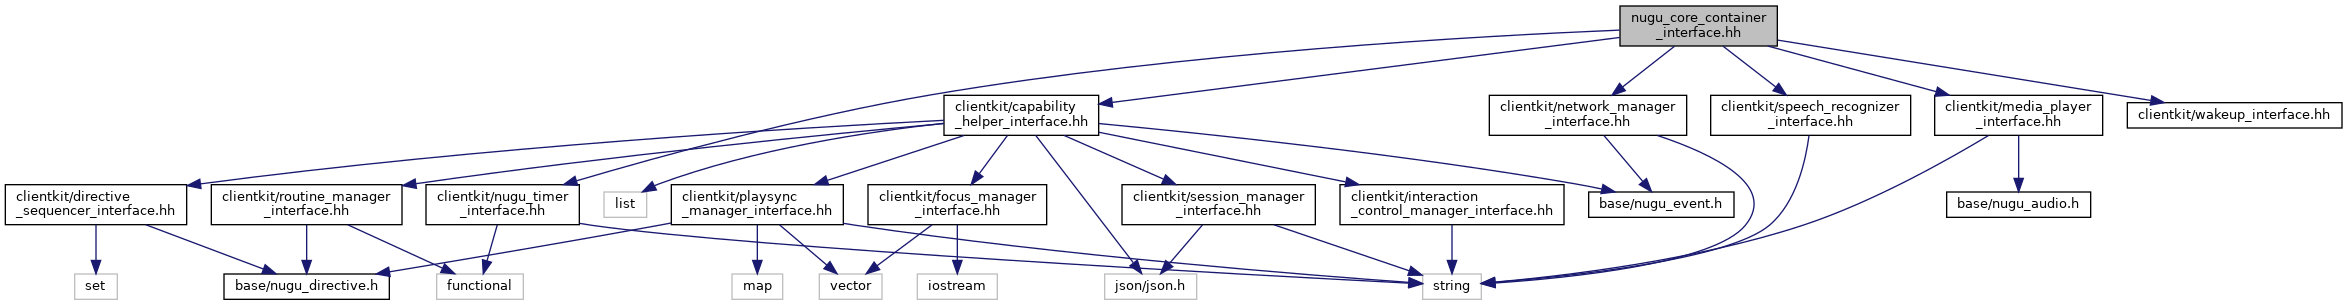 nugu_core_container
_interface.hh
clientkit/capability
_helper_interface.hh
clientkit/network_manager
_interface.hh
clientkit/speech_recognizer
_interface.hh
clientkit/media_player
_interface.hh
clientkit/wakeup_interface.hh
clientkit/directive
_sequencer_interface.hh
clientkit/routine_manager
_interface.hh
clientkit/nugu_timer
_interface.hh
list
clientkit/playsync
_manager_interface.hh
clientkit/focus_manager
_interface.hh
clientkit/session_manager
_interface.hh
clientkit/interaction
_control_manager_interface.hh
base/nugu_event.h
base/nugu_audio.h
set
base/nugu_directive.h
functional
map
vector
iostream
json/json.h
string